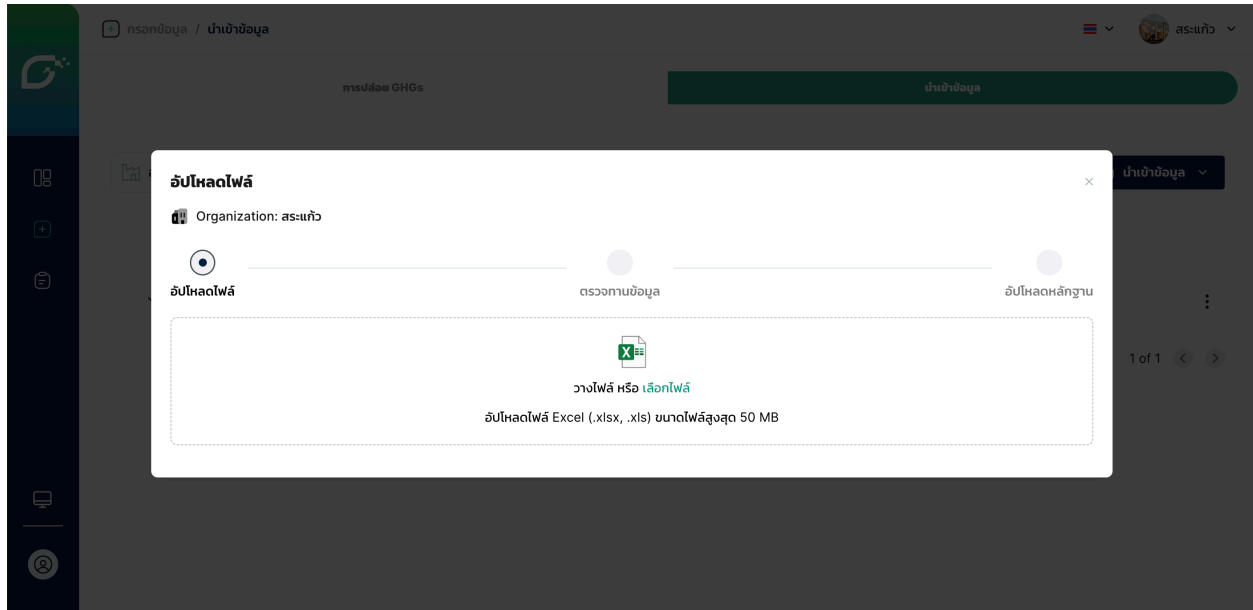 กรอกข้อมูล / นำเข้าข้อมูล
สระแก้ว
การปล่อย GHGs
นำเข้าข้อมูล
นำเข้าข้อมูล
อัปโหลดไฟล์
Organization: สระแก้ว
อัปโหลดไฟล์
ตรวจทานข้อมูล
อัปโหลดหลักฐาน
วางไฟล์ หรือ เลือกไฟล์
อัปโหลดไฟล์ Excel (.xlsx, .xls) ขนาดไฟล์สูงสุด 50 MB
1 of 1